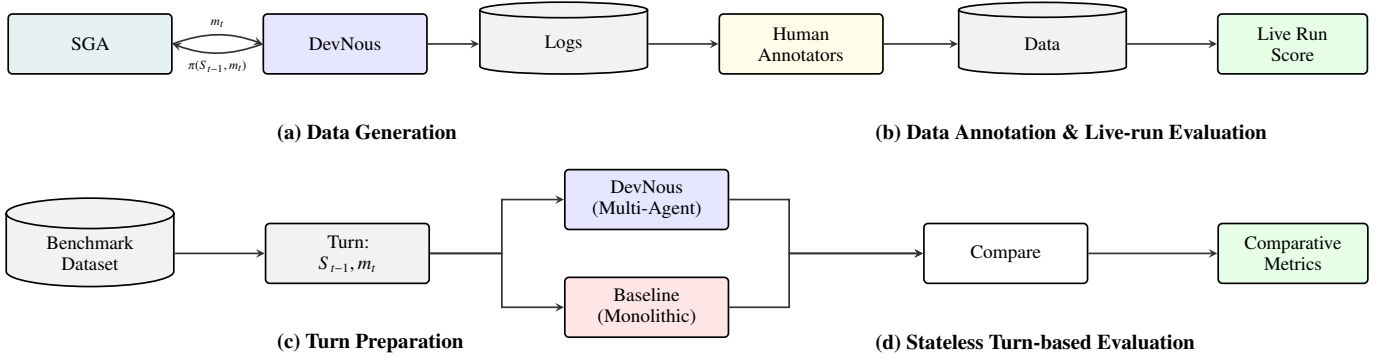 SGA
m_t
π(S_{t−1}, m_t)
DevNous
Logs
Human
Annotators
Data
Live Run
Score
(a) Data Generation
(b) Data Annotation & Live-run Evaluation
Benchmark
Dataset
Turn:
S_{t−1}, m_t
DevNous
(Multi-Agent)
Baseline
(Monolithic)
Compare
Comparative
Metrics
(c) Turn Preparation
(d) Stateless Turn-based Evaluation